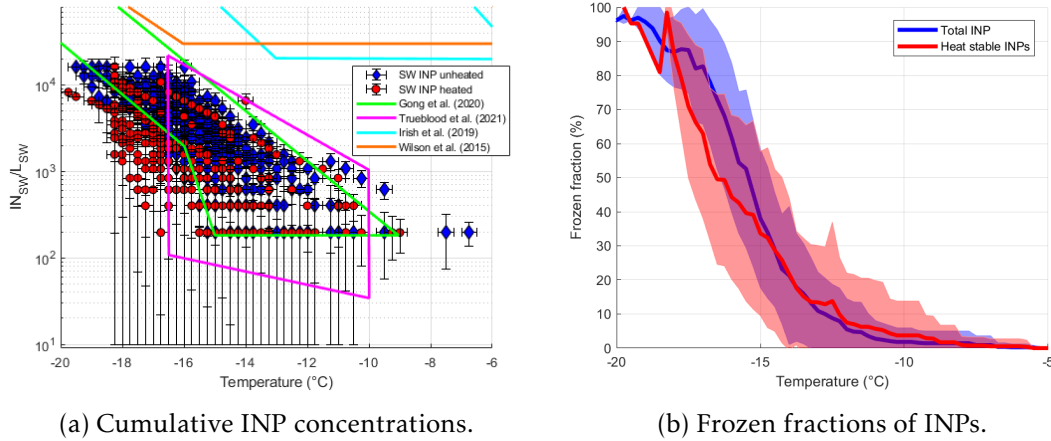 10^4
10^3
10^2
10^1
IN_SW/L_SW
-20
-18
-16
-14
-12
-10
-8
-6
Temperature (°C)
SW INP unheated
SW INP heated
Gong et al. (2020)
Trueblood et al. (2021)
Irish et al. (2019)
Wilson et al. (2015)
(a) Cumulative INP concentrations.
100
90
80
70
60
50
40
30
20
10
0
Frozen fraction (%)
-20
-15
-10
-5
Temperature (°C)
Total INP
Heat stable INPs
(b) Frozen fractions of INPs.